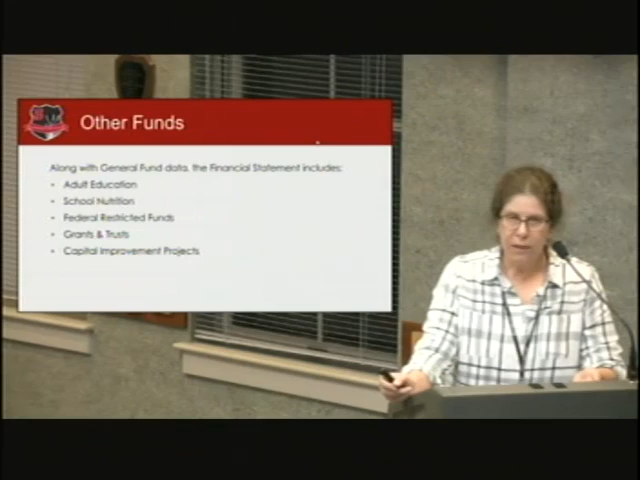 Other Funds
Along with General Fund data, the Financial Statement includes:
• Adult Education
• School Nutrition
• Federal Restricted Funds
• Grants & Trusts
• Capital Improvement Projects